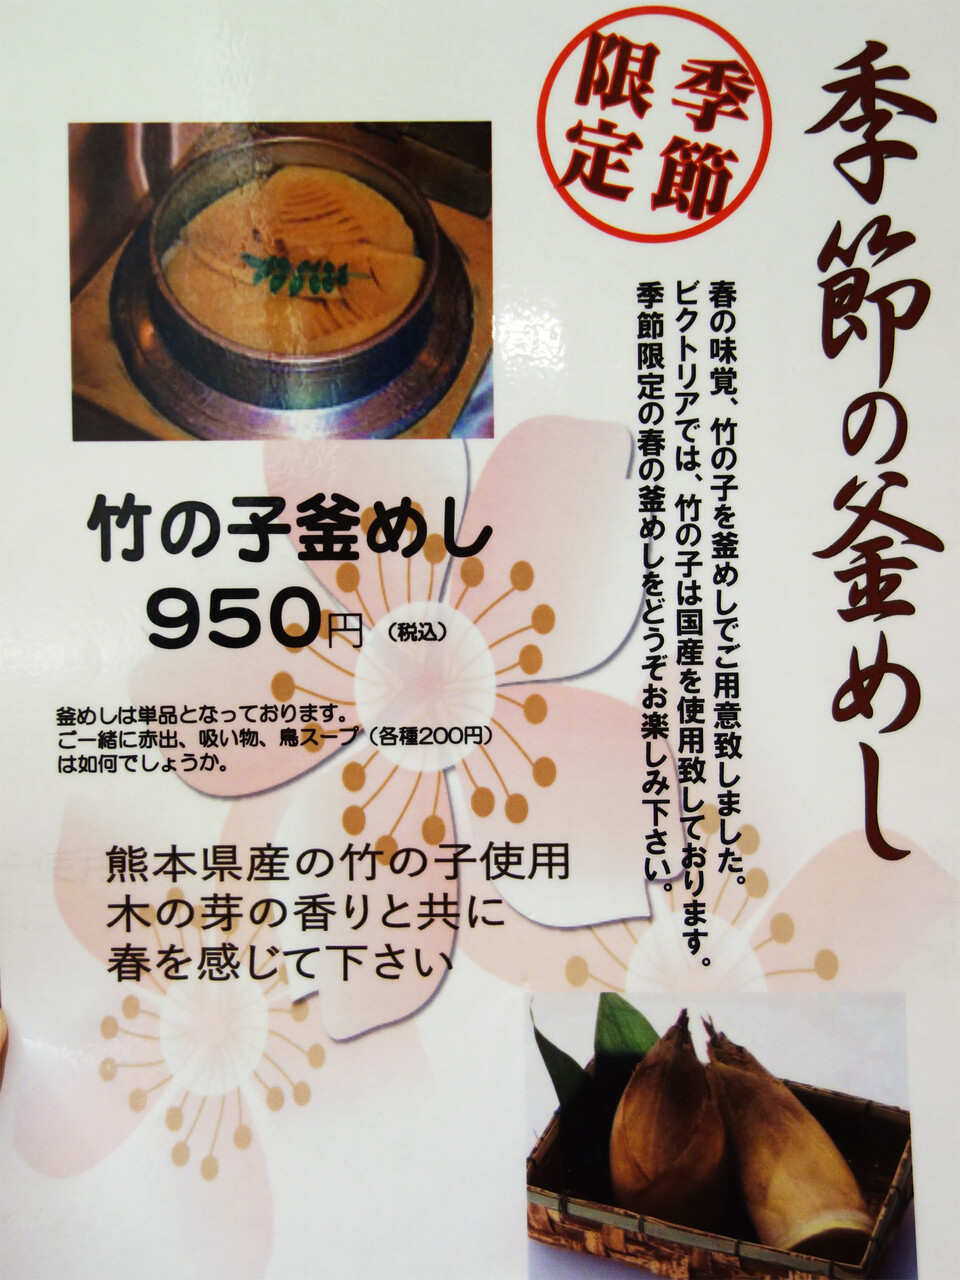 季節の釜めし
季節
限定
春の味覚、竹の子を釜めしでご用意致しました。
ビクトリアでは、竹の子は国産を使用致しております。
季節限定の春の釜めしをどうぞお楽しみ下さい。
竹の子釜めし
950円（税込）
釜めしは単品となっております。
ご一緒に赤出、吸い物、鳥スープ（各種200円）
は如何でしょうか。
熊本県産の竹の子使用
木の芽の香りと共に
春を感じて下さい